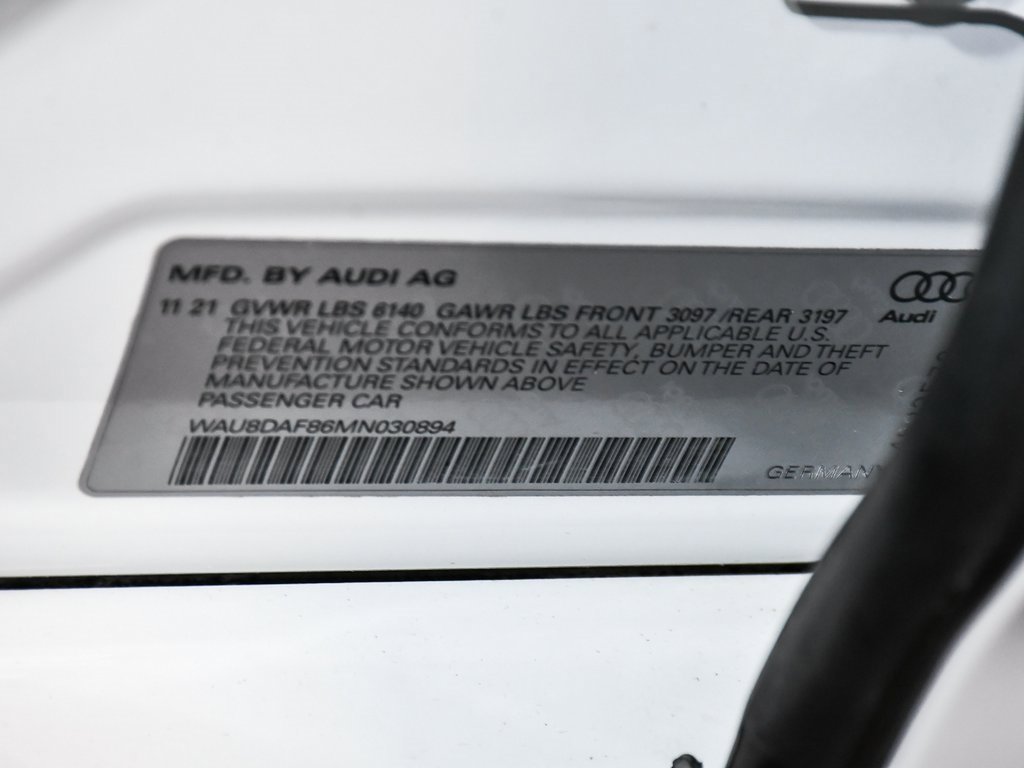 MFD. BY AUDI AG
11 21 GVWR LBS 6140 GAWR LBS FRONT 3097 /REAR 3197
THIS VEHICLE CONFORMS TO ALL APPLICABLE U.S.
FEDERAL MOTOR VEHICLE SAFETY, BUMPER AND THEFT
PREVENTION STANDARDS IN EFFECT ON THE DATE OF
MANUFACTURE SHOWN ABOVE
PASSENGER CAR
WAU8DAF86MN030894
Audi
GERMANY